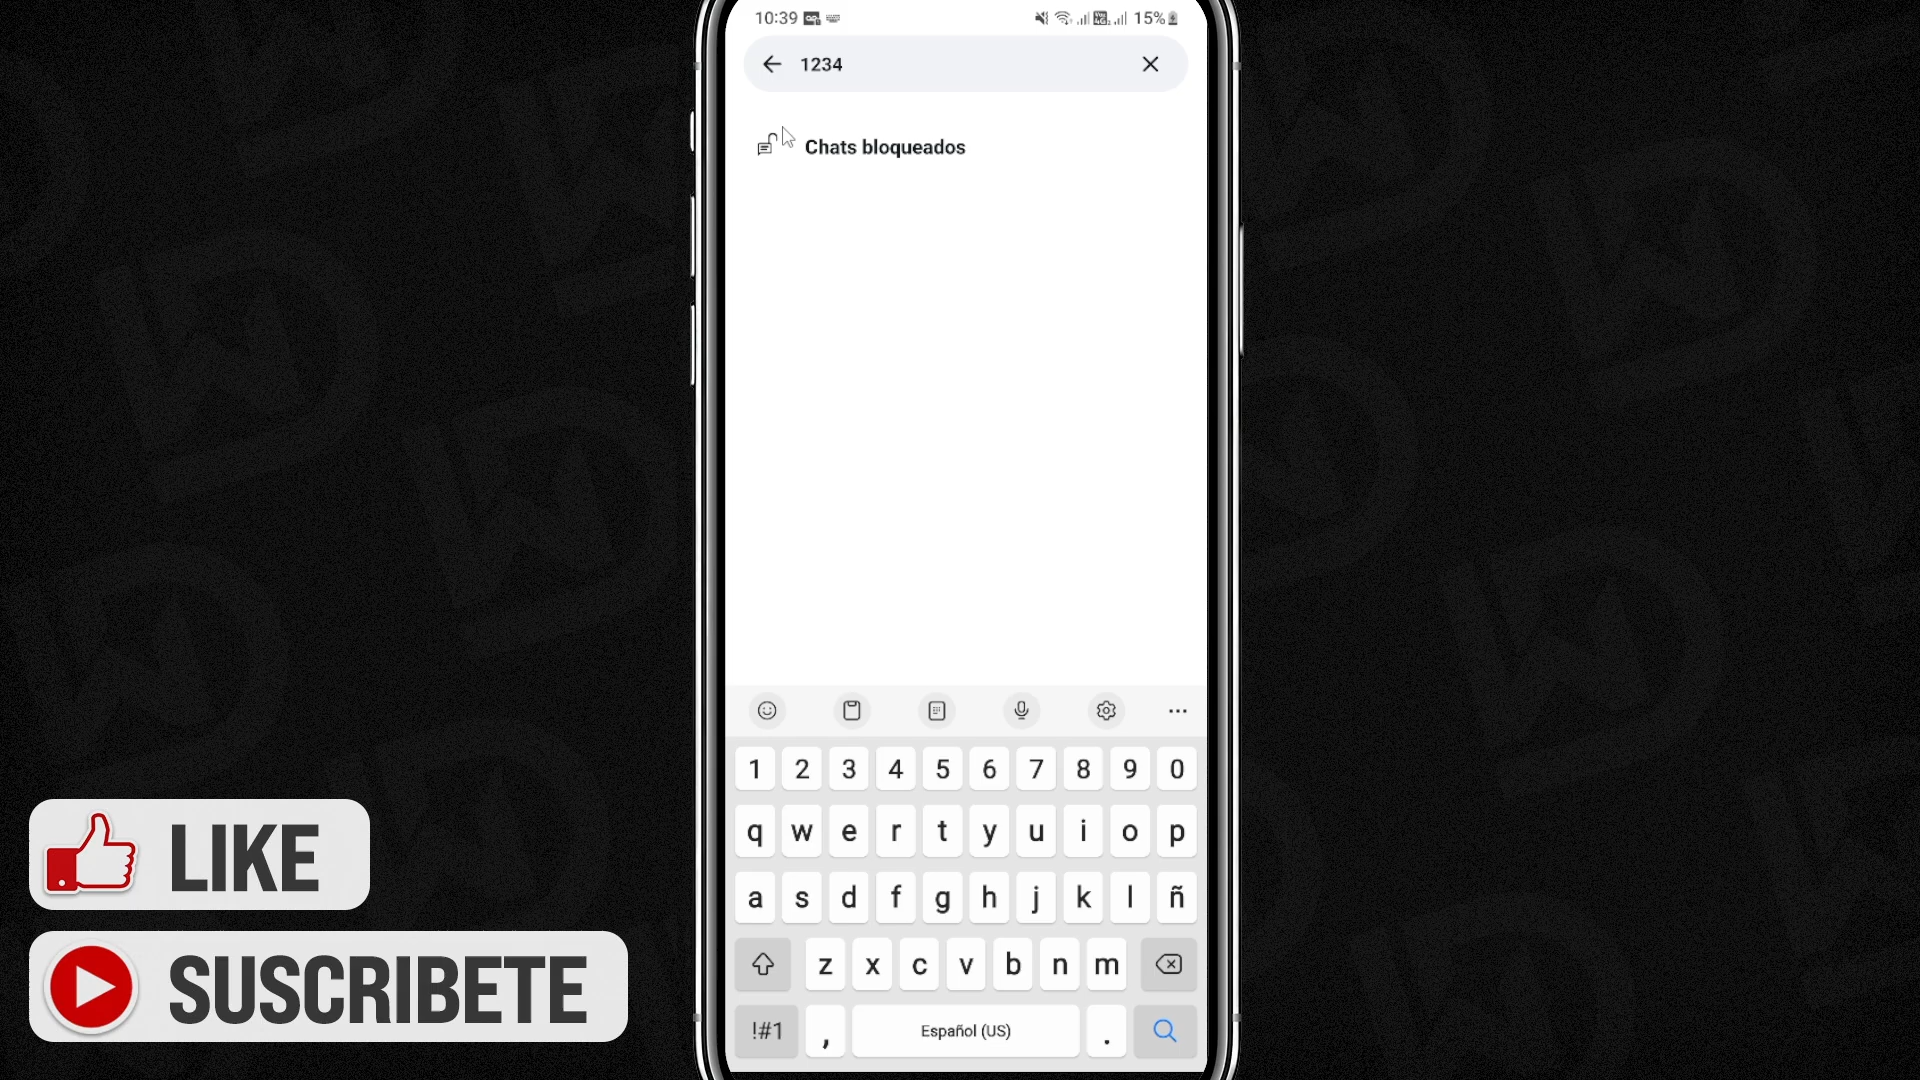 10:39
15%
1234
Chats bloqueados
1 2 3 4 5 6 7 8 9 0
q w e r t y u i o p
a s d f g h j k l ñ
z x c v b n m
!#1 , Español (US) .
LIKE
SUSCRIBETE